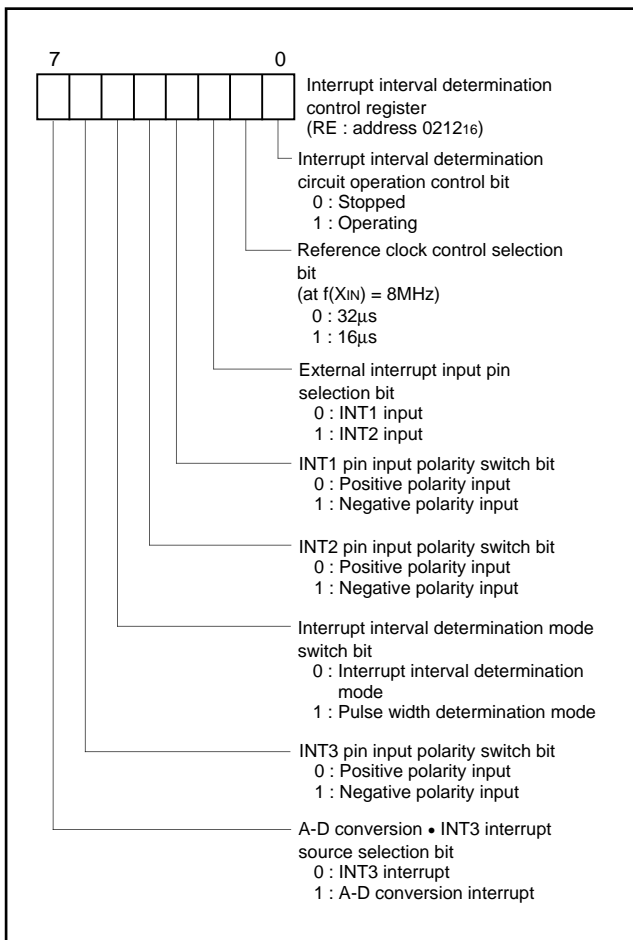 7 0
Interrupt interval determination
control register
(RE : address 021216)
Interrupt interval determination
circuit operation control bit
0 : Stopped
1 : Operating
Reference clock control selection
bit
(at f(XIN) = 8MHz)
0 : 32μs
1 : 16μs
External interrupt input pin
selection bit
0 : INT1 input
1 : INT2 input
INT1 pin input polarity switch bit
0 : Positive polarity input
1 : Negative polarity input
INT2 pin input polarity switch bit
0 : Positive polarity input
1 : Negative polarity input
Interrupt interval determination mode
switch bit
0 : Interrupt interval determination
mode
1 : Pulse width determination mode
INT3 pin input polarity switch bit
0 : Positive polarity input
1 : Negative polarity input
A-D conversion • INT3 interrupt
source selection bit
0 : INT3 interrupt
1 : A-D conversion interrupt